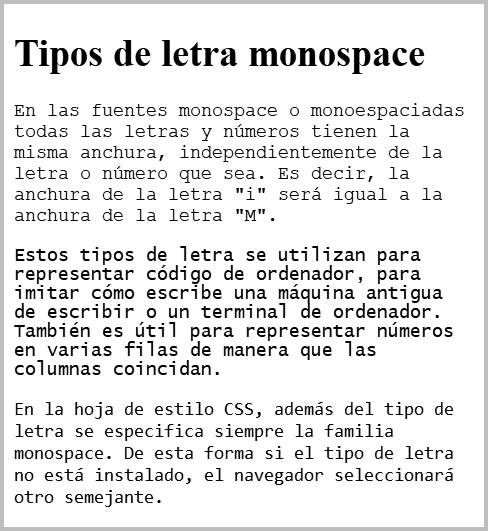 Tipos de letra monospace
En las fuentes monospace o monoespaciadas
todas las letras y números tienen la
misma anchura, independientemente de la
letra o número que sea. Es decir, la
anchura de la letra "i" será igual a la
anchura de la letra "M".
Estos tipos de letra se utilizan para
representar código de ordenador, para
imitar cómo escribe una máquina antigua
de escribir o un terminal de ordenador.
También es útil para representar números
en varias filas de manera que las
columnas coincidan.
En la hoja de estilo CSS, además del tipo de
letra se especifica siempre la familia
monospace. De esta forma si el tipo de letra
no está instalado, el navegador seleccionará
otro semejante.